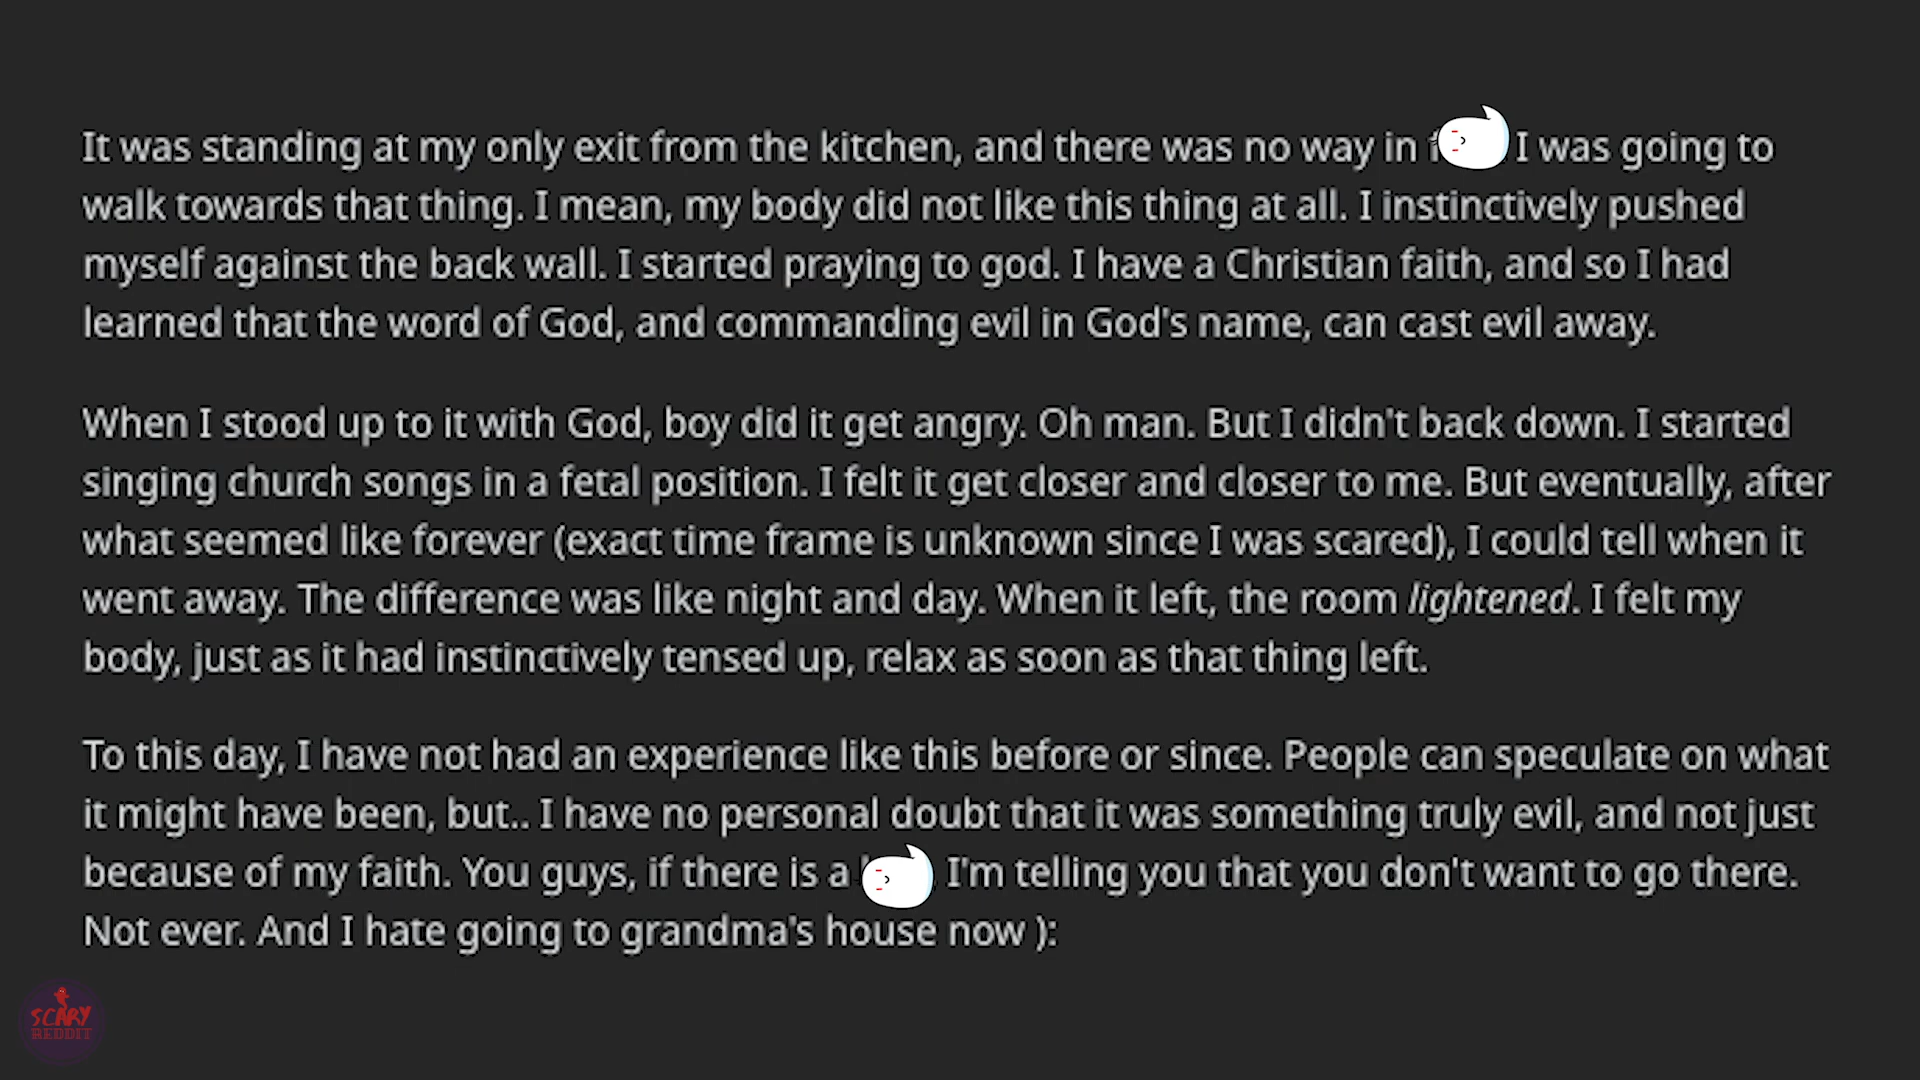 It was standing at my only exit from the kitchen, and there was no way in I was going to
walk towards that thing. I mean, my body did not like this thing at all. I instinctively pushed
myself against the back wall. I started praying to god. I have a Christian faith, and so I had
learned that the word of God, and commanding evil in God's name, can cast evil away.
When I stood up to it with God, boy did it get angry. Oh man. But I didn't back down. I started
singing church songs in a fetal position. I felt it get closer and closer to me. But eventually, after
what seemed like forever (exact time frame is unknown since I was scared), I could tell when it
went away. The difference was like night and day. When it left, the room lightened. I felt my
body, just as it had instinctively tensed up, relax as soon as that thing left.
To this day, I have not had an experience like this before or since. People can speculate on what
it might have been, but.. I have no personal doubt that it was something truly evil, and not just
because of my faith. You guys, if there is a I'm telling you that you don't want to go there.
Not ever. And I hate going to grandma's house now ):
SCARY
REDDIT